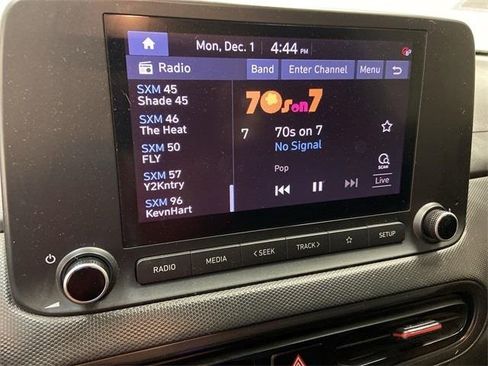 Mon, Dec. 1 4:44 PM
Radio Band Enter Channel Menu
SXM 45
Shade 45
SXM 46
The Heat
SXM 50
FLY
SXM 57
Y2Kntry
SXM 96
KevnHart
70s on 7
7 70s on 7
No Signal
Pop
SCAN
Live
RADIO MEDIA < SEEK TRACK > SETUP